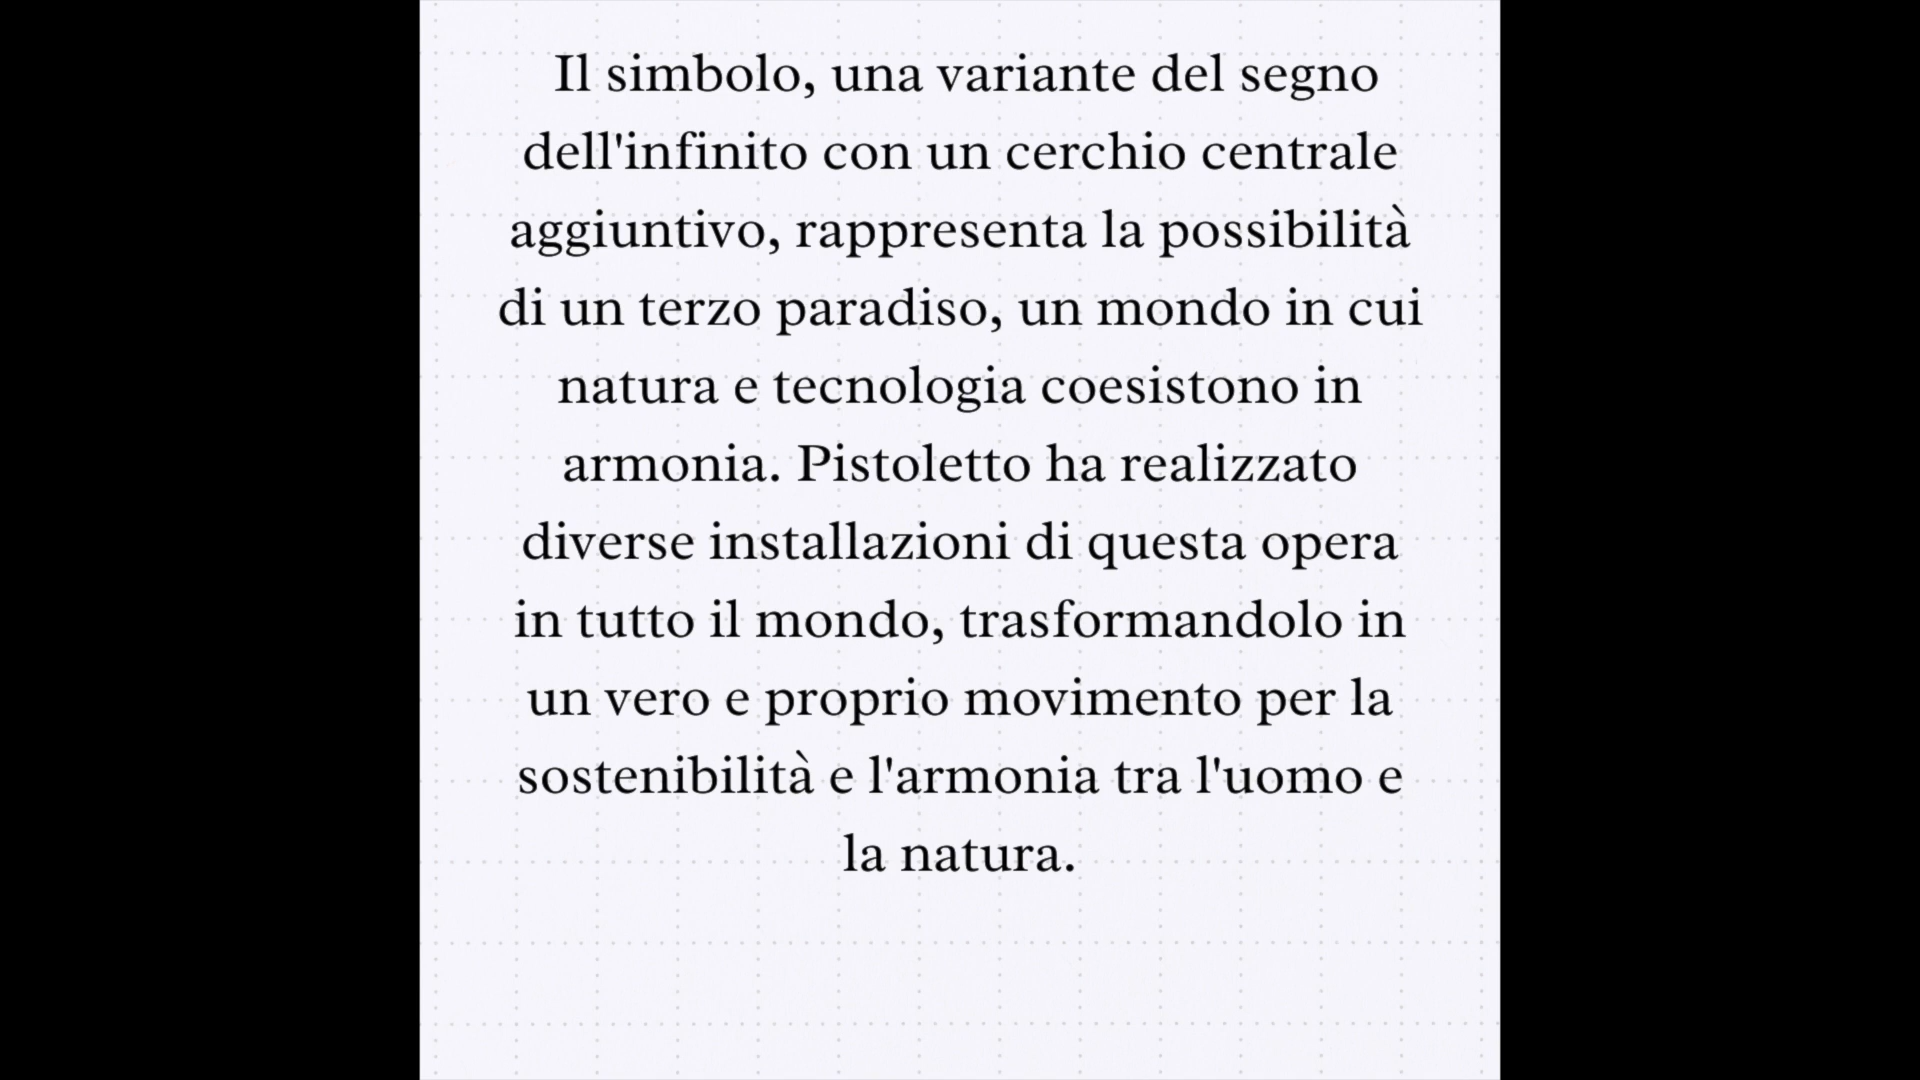 Il simbolo, una variante del segno
dell'infinito con un cerchio centrale
aggiuntivo, rappresenta la possibilità
di un terzo paradiso, un mondo in cui
natura e tecnologia coesistono in
armonia. Pistoletto ha realizzato
diverse installazioni di questa opera
in tutto il mondo, trasformandolo in
un vero e proprio movimento per la
sostenibilità e l'armonia tra l'uomo e
la natura.